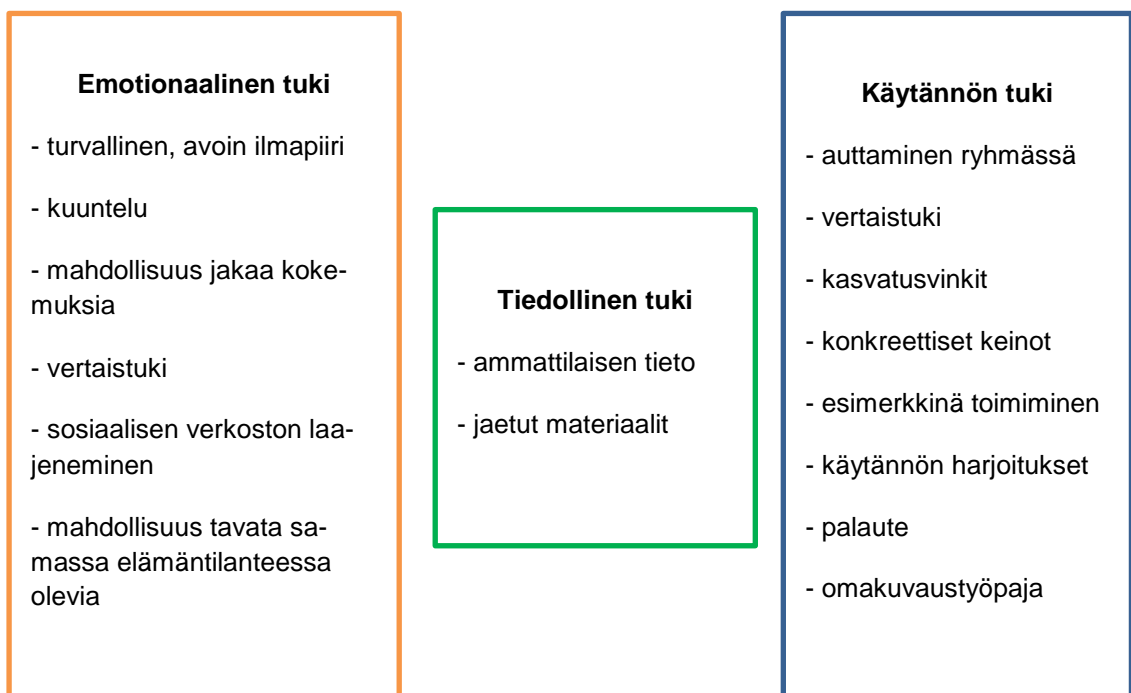 Emotionaalinen tuki
- turvallinen, avoin ilmapiiri
- kuuntelu
- mahdollisuus jakaa koke-
muksia
- vertaistuki
- sosiaalisen verkoston laa-
jeneminen
- mahdollisuus tavata sa-
massa elämäntilanteessa
olevia
Tiedollinen tuki
- ammattilaisen tieto
- jaetut materiaalit
Käytännön tuki
- auttaminen ryhmässä
- vertaistuki
- kasvatusvinkit
- konkreettiset keinot
- esimerkkinä toimiminen
- käytännön harjoitukset
- palaute
- omakuvaustyöpaja